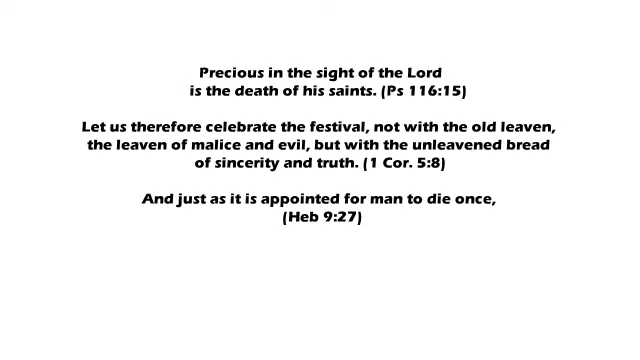 Precious in the sight of the Lord
is the death of his saints. (Ps 116:15)
Let us therefore celebrate the festival, not with the old leaven,
the leaven of malice and evil, but with the unleavened bread
of sincerity and truth. (1 Cor. 5:8)
And just as it is appointed for man to die once,
(Heb 9:27)